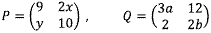 P = (9 2x
y 10) , Q = (3a 12
2 2b)